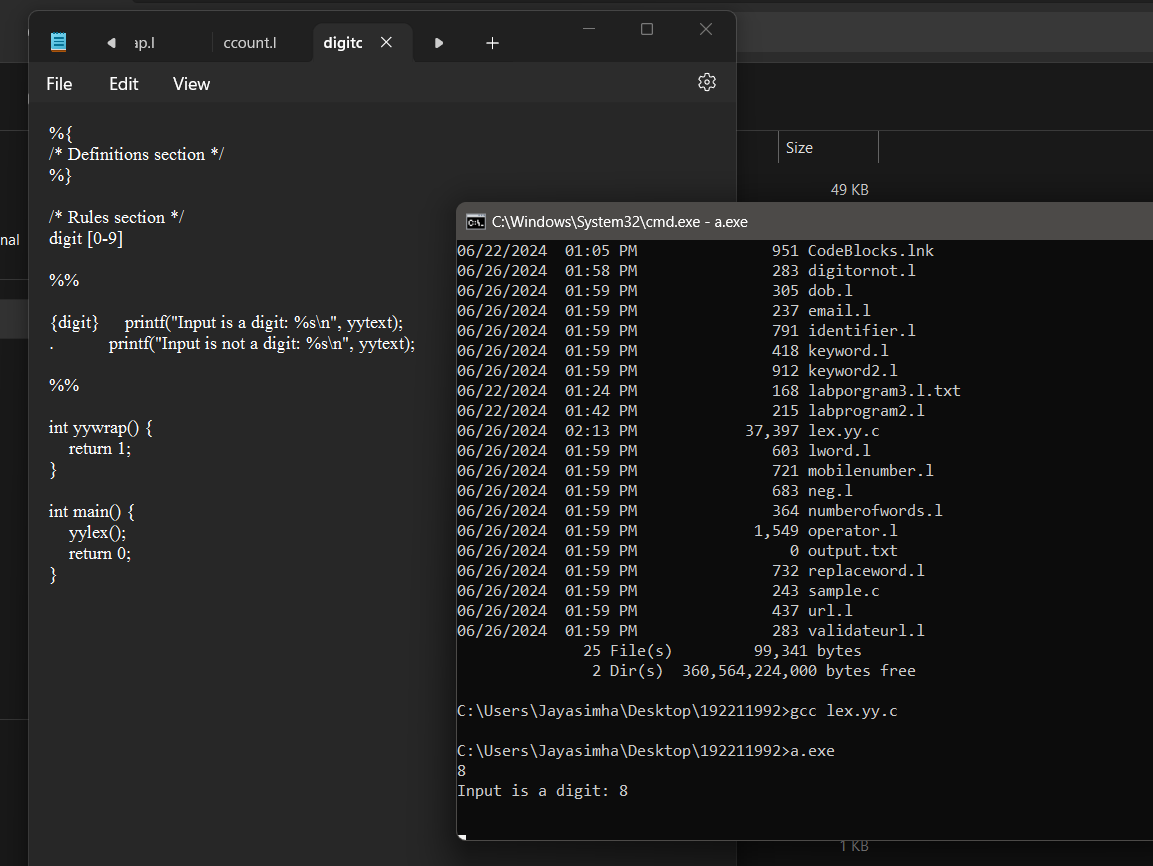 ap.l ccount.l digitc
File Edit View
%{
/* Definitions section */
%}
/* Rules section */
digit [0-9]
%%
{digit} printf("Input is a digit: %s\n", yytext);
. printf("Input is not a digit: %s\n", yytext);
%%
int yywrap() {
return 1;
}
int main() {
yylex();
return 0;
}
Size
49 KB
nal
C:\Windows\System32\cmd.exe - a.exe
06/22/2024 01:05 PM 951 CodeBlocks.lnk
06/26/2024 01:58 PM 283 digitornot.l
06/26/2024 01:59 PM 305 dob.l
06/26/2024 01:59 PM 237 email.l
06/26/2024 01:59 PM 791 identifier.l
06/26/2024 01:59 PM 418 keyword.l
06/26/2024 01:59 PM 912 keyword2.l
06/22/2024 01:24 PM 168 labporgram3.l.txt
06/22/2024 01:42 PM 215 labprogram2.l
06/26/2024 02:13 PM 37,397 lex.yy.c
06/26/2024 01:59 PM 603 lword.l
06/26/2024 01:59 PM 721 mobilenumber.l
06/26/2024 01:59 PM 683 neg.l
06/26/2024 01:59 PM 364 numberofwords.l
06/26/2024 01:59 PM 1,549 operator.l
06/26/2024 01:59 PM 0 output.txt
06/26/2024 01:59 PM 732 replaceword.l
06/26/2024 01:59 PM 243 sample.c
06/26/2024 01:59 PM 437 url.l
06/26/2024 01:59 PM 283 validateurl.l
25 File(s) 99,341 bytes
2 Dir(s) 360,564,224,000 bytes free
C:\Users\Jayasimha\Desktop\192211992>gcc lex.yy.c
C:\Users\Jayasimha\Desktop\192211992>a.exe
8
Input is a digit: 8
1 KB